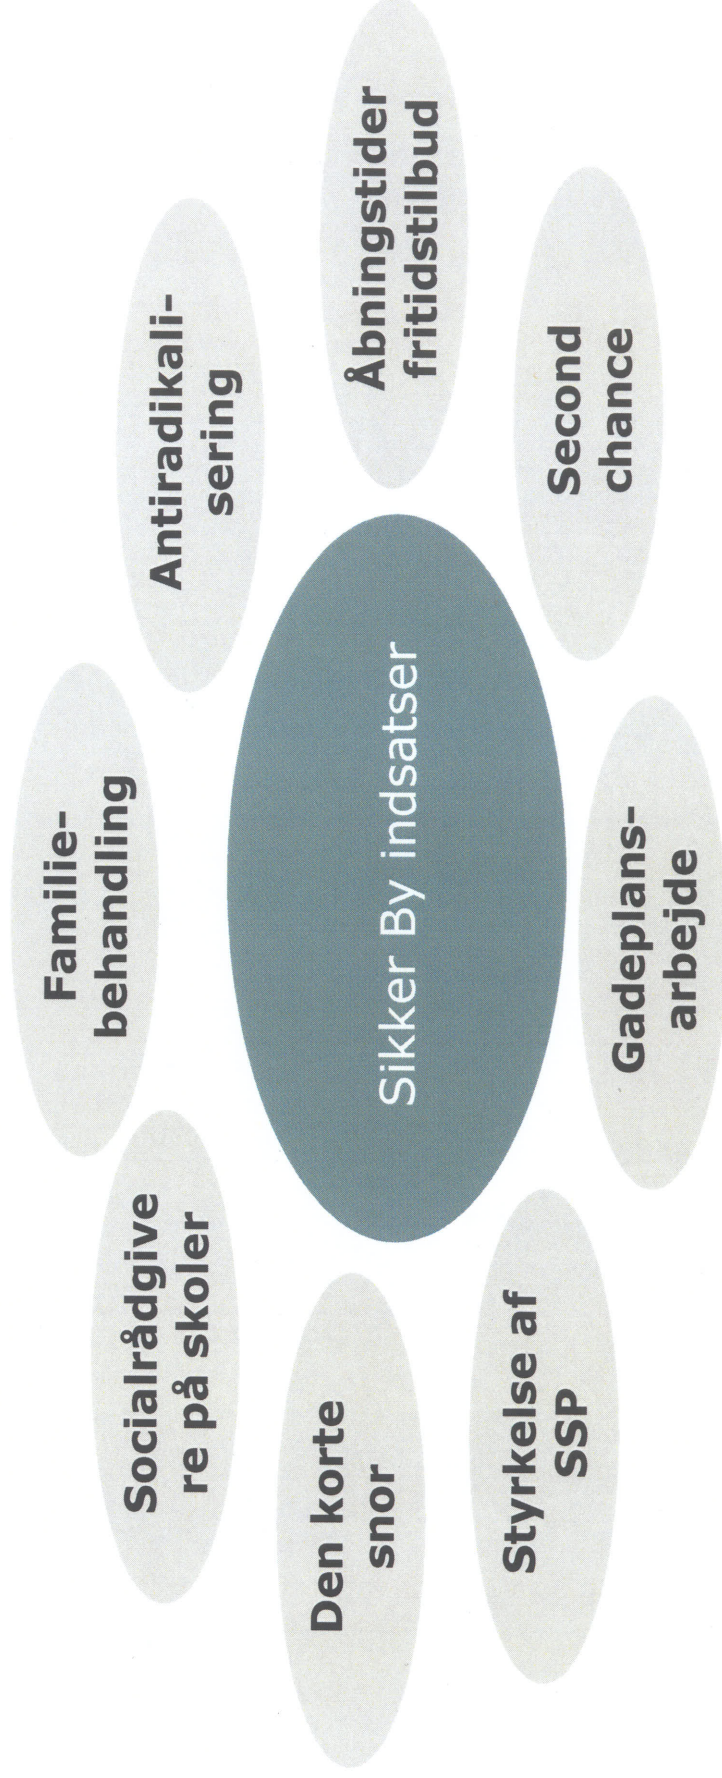 Familie-
behandling
Socialrådgive
re på skoler
Antiradikali-
sering
Den korte
snor
Sikker By indsatser
Åbningstider
fritidstilbud
Styrkelse af
SSP
Second
chance
Gadeplans-
arbejde